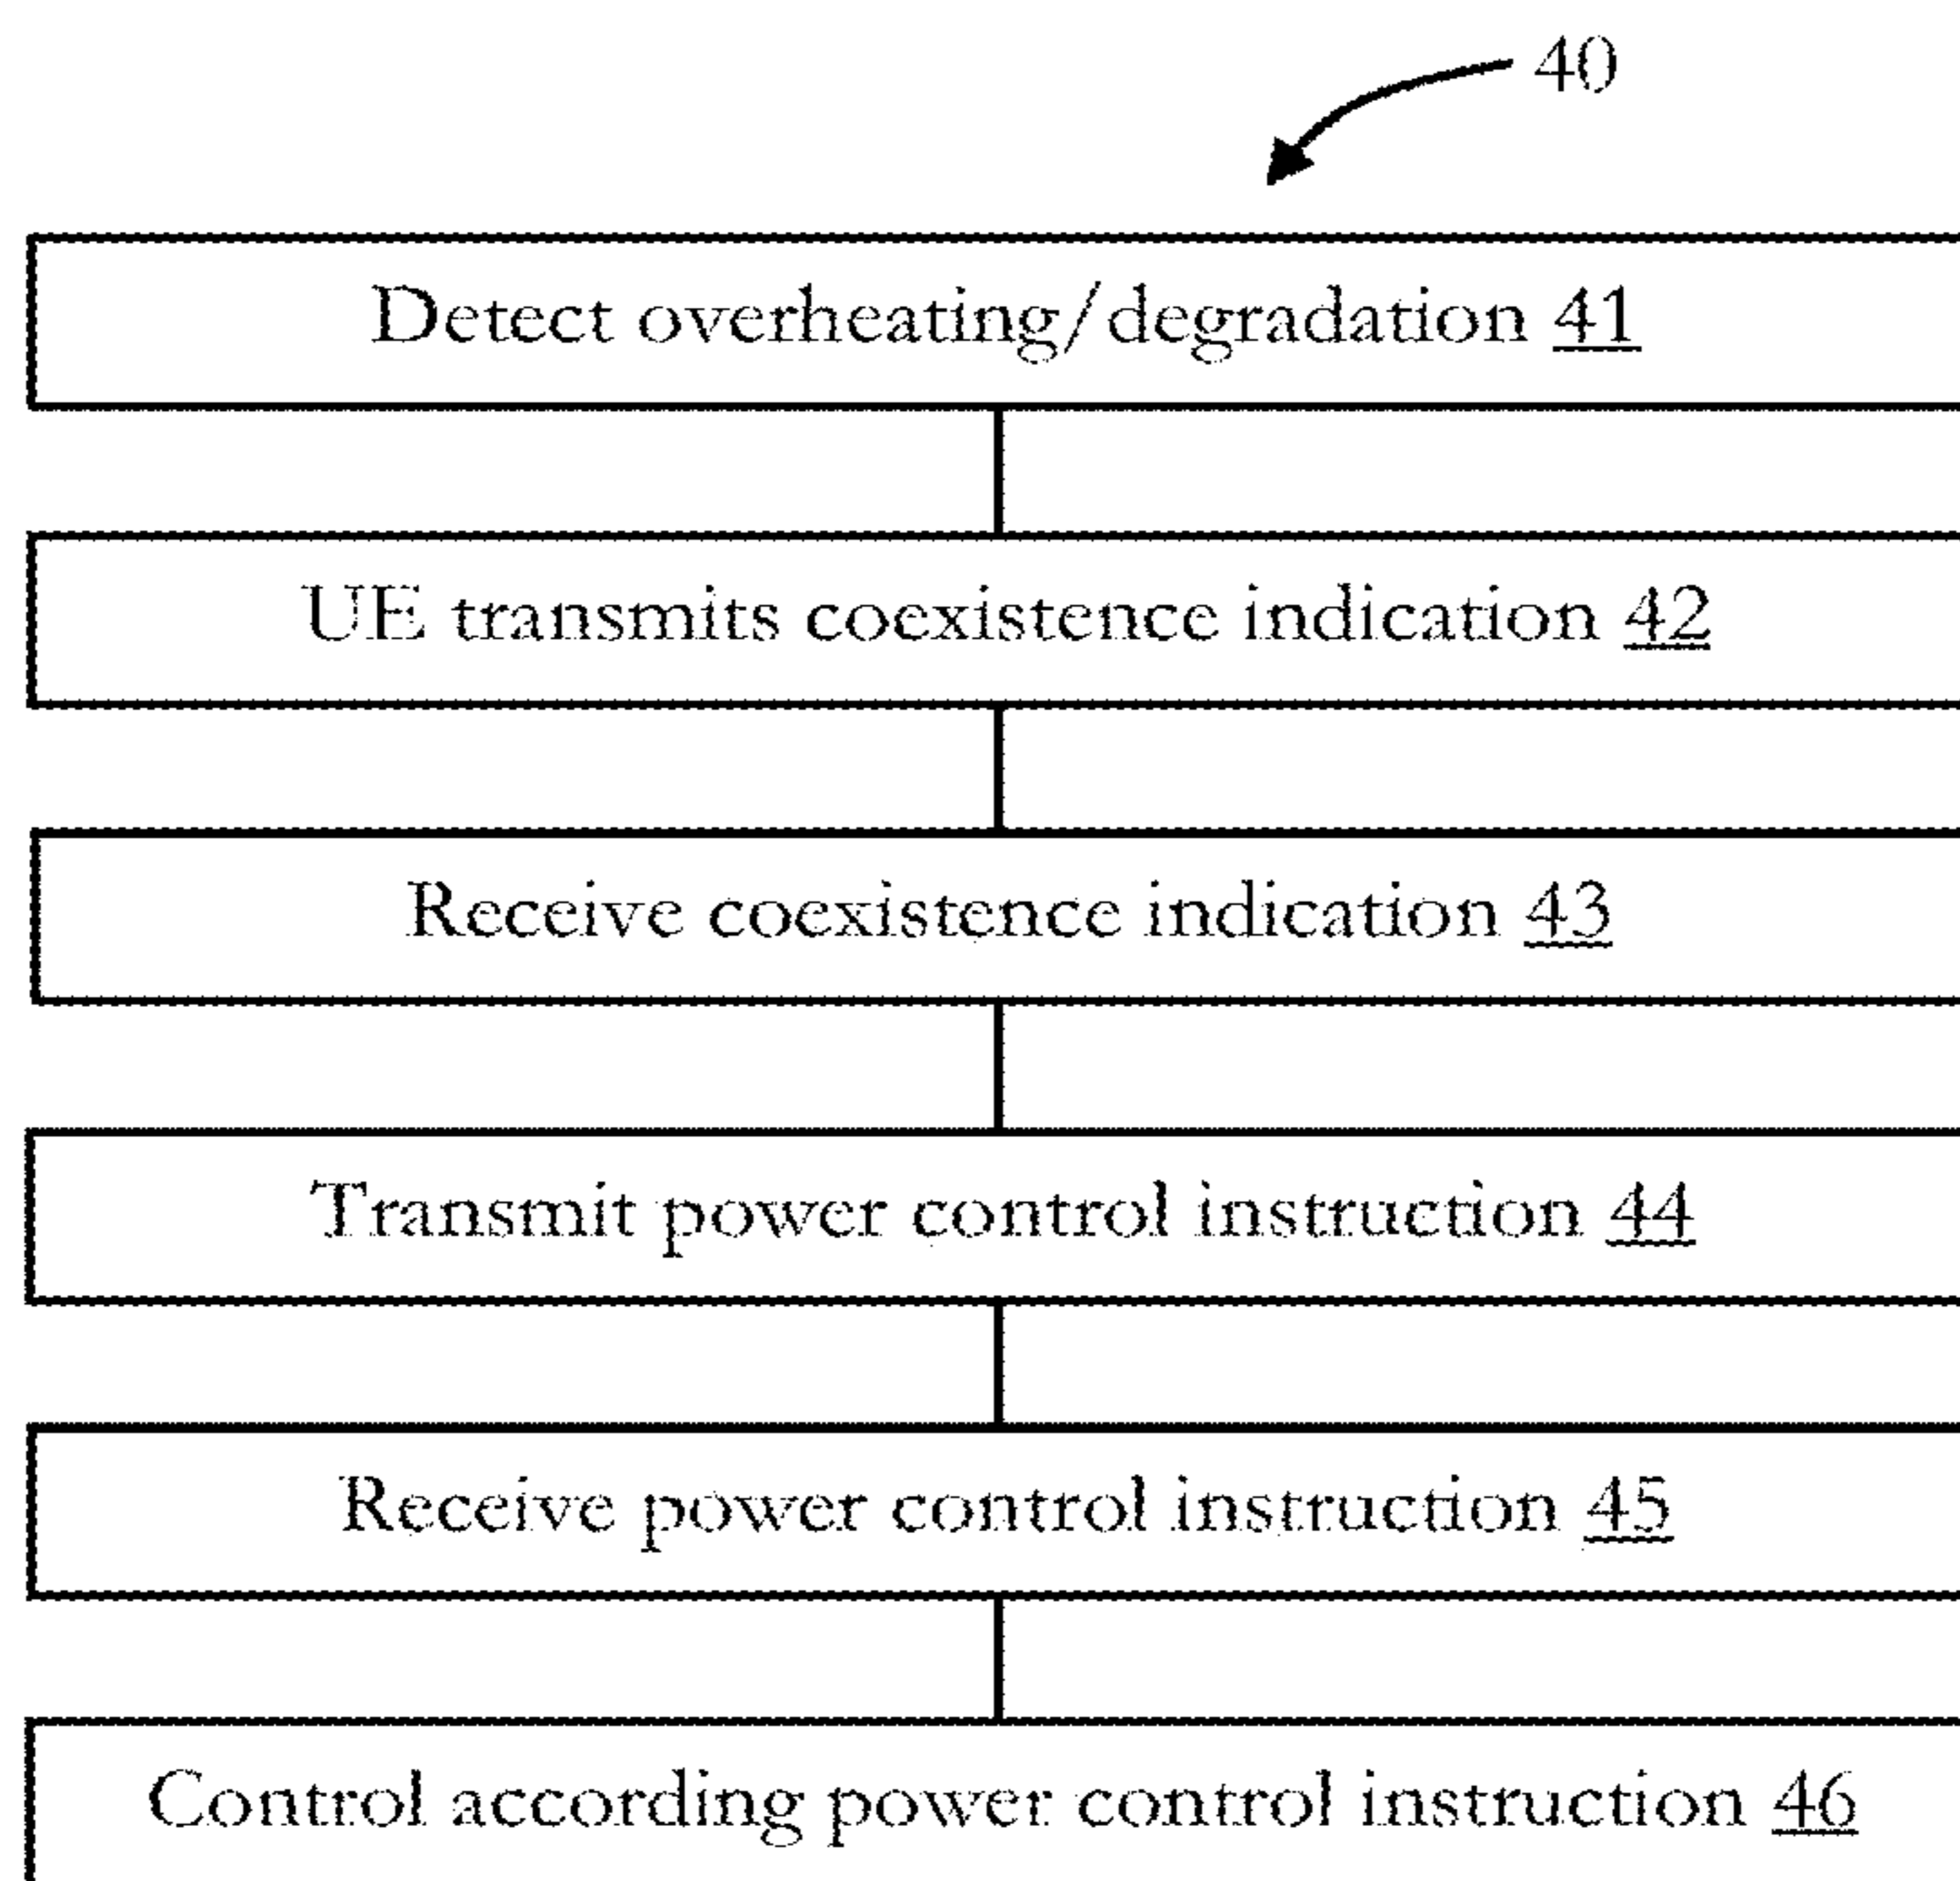 40
Detect overheating/degradation 41
UE transmits coexistence indication 42
Receive coexistence indication 43
Transmit power control instruction 44
Receive power control instruction 45
Control according power control instruction 46